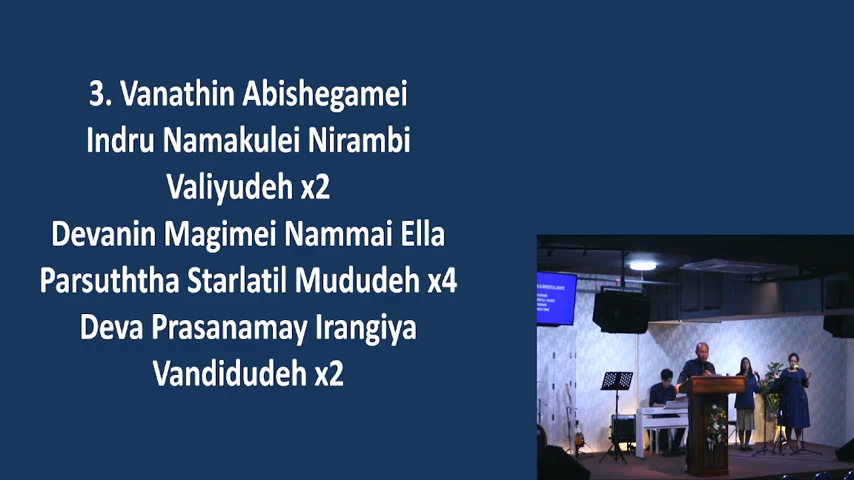 3. Vanathin Abishegamei
Indru Namakulei Nirambi
Valiyudeh x2
Devanin Magimei Nammai Ella
Parsuththa Starlatil Mududeh x4
Deva Prasanamay Irangiya
Vandidudeh x2